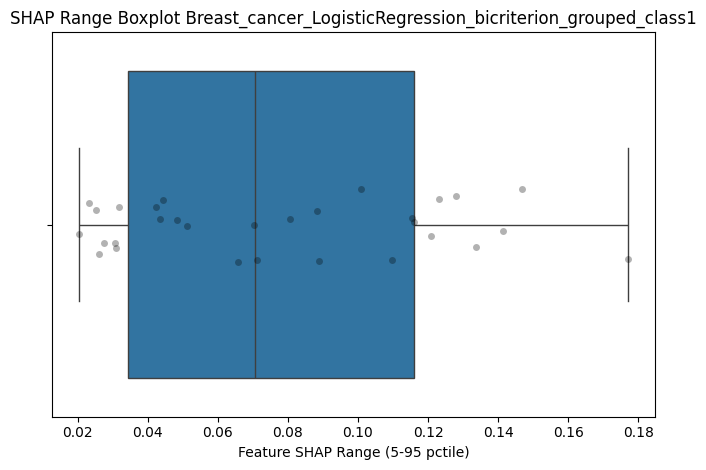 SHAP Range Boxplot Breast_cancer_LogisticRegression_bicriterion_grouped_class1
0.02 0.04 0.06 0.08 0.10 0.12 0.14 0.16 0.18
Feature SHAP Range (5-95 pctile)